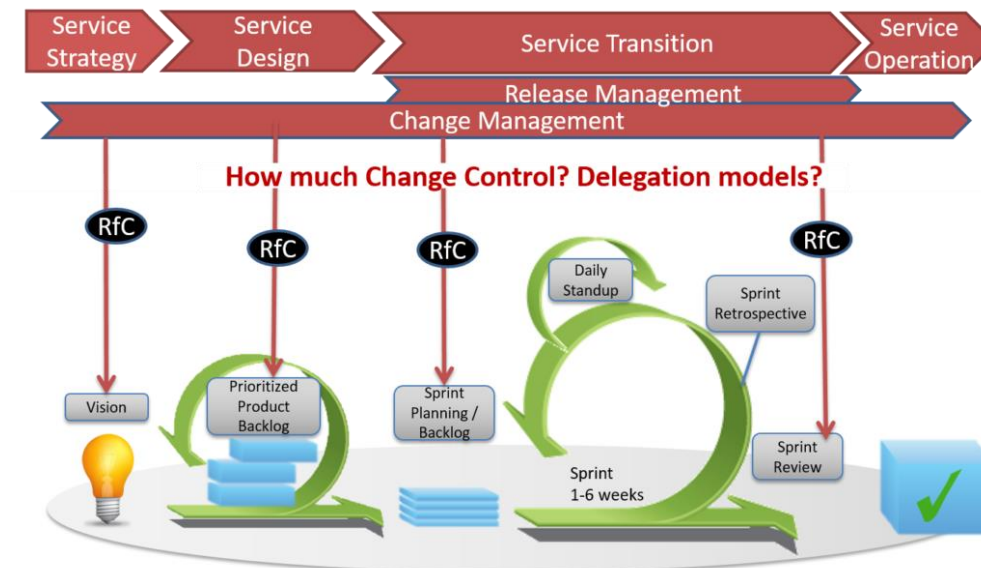 Service
Strategy
Service
Design
Service Transition
Service
Operation
Release Management
Change Management
How much Change Control? Delegation models?
RfC
RfC
RfC
RfC
Daily
Standup
Sprint
Retrospective
Vision
Prioritized
Product
Backlog
Sprint
Planning /
Backlog
Sprint
1-6 weeks
Sprint
Review